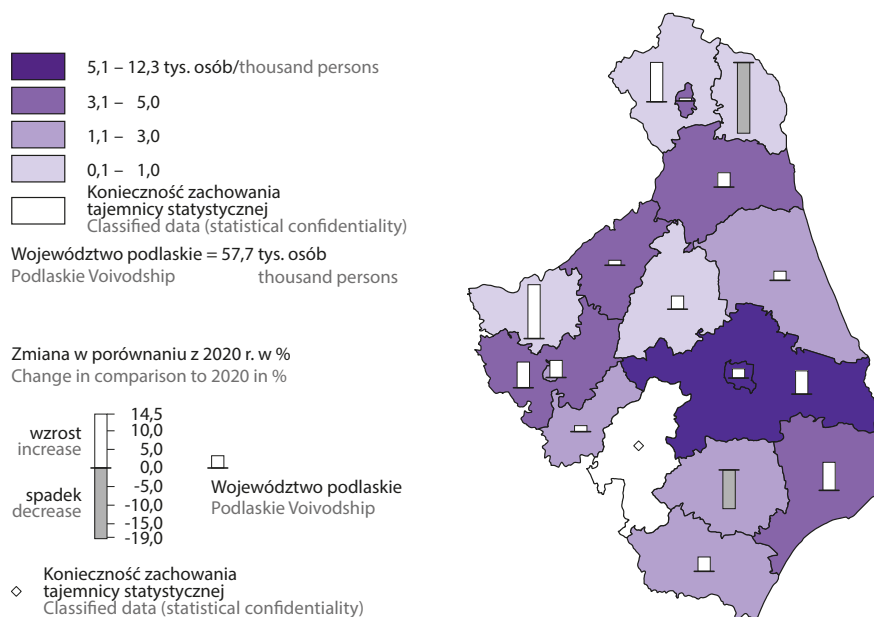 5,1 – 12,3 tys. osób/thousand persons
3,1 – 5,0
1,1 – 3,0
0,1 – 1,0
Konieczność zachowania
tajemnicy statystycznej
Classified data (statistical confidentiality)
Województwo podlaskie = 57,7 tys. osób
Podlaskie Voivodship thousand persons
Zmiana w porównaniu z 2020 r. w %
Change in comparison to 2020 in %
wzrost
increase
spadek
decrease
14,5
10,0
5,0
0,0
-5,0
-10,0
-15,0
-19,0
Województwo podlaskie
Podlaskie Voivodship
Konieczność zachowania
tajemnicy statystycznej
Classified data (statistical confidentiality)